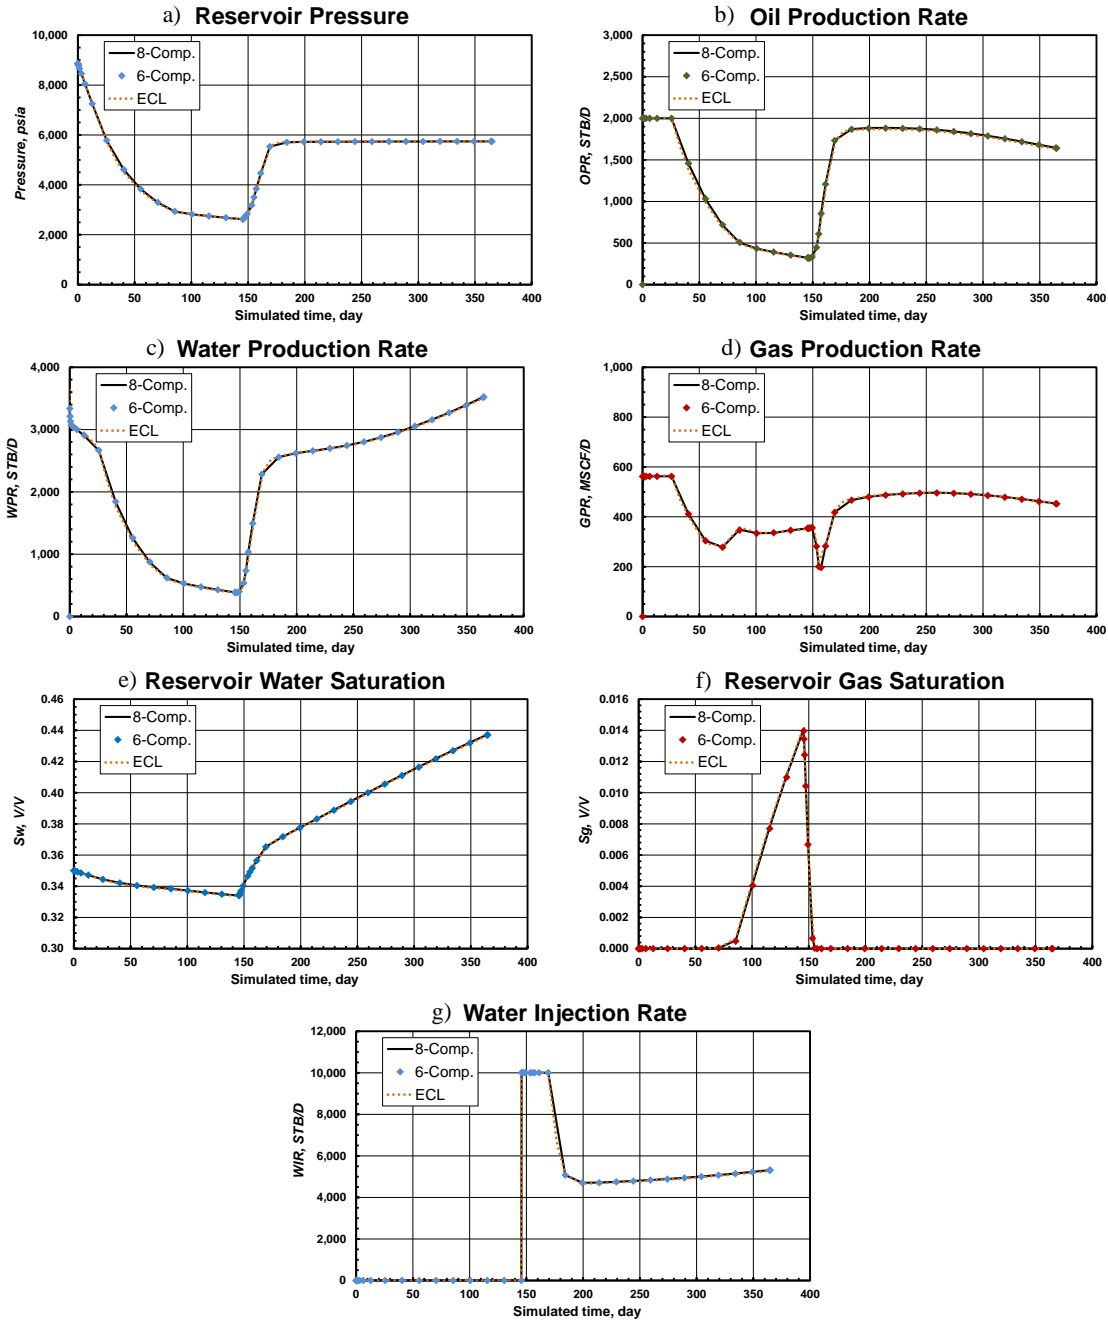 a) Reservoir Pressure
10,000
8,000
6,000
4,000
2,000
0
Pressure, psia
8-Comp.
6-Comp.
ECL
0 50 100 150 200 250 300 350 400
Simulated time, day
b) Oil Production Rate
3,000
2,500
2,000
1,500
1,000
500
0
OPR, STB/D
8-Comp.
6-Comp.
ECL
0 50 100 150 200 250 300 350 400
Simulated time, day
c) Water Production Rate
4,000
3,000
2,000
1,000
0
WPR, STB/D
8-Comp.
6-Comp.
ECL
0 50 100 150 200 250 300 350 400
Simulated time, day
d) Gas Production Rate
1,000
800
600
400
200
0
GPR, MSCF/D
8-Comp.
6-Comp.
ECL
0 50 100 150 200 250 300 350 400
Simulated time, day
e) Reservoir Water Saturation
0.46
0.44
0.42
0.40
0.38
0.36
0.34
0.32
0.30
Sw, V/V
8-Comp.
6-Comp.
ECL
0 50 100 150 200 250 300 350 400
Simulated time, day
f) Reservoir Gas Saturation
0.016
0.014
0.012
0.010
0.008
0.006
0.004
0.002
0.000
Sg, V/V
8-Comp.
6-Comp.
ECL
0 50 100 150 200 250 300 350 400
Simulated time, day
g) Water Injection Rate
12,000
10,000
8,000
6,000
4,000
2,000
0
WIR, STB/D
8-Comp.
6-Comp.
ECL
0 50 100 150 200 250 300 350 400
Simulated time, day